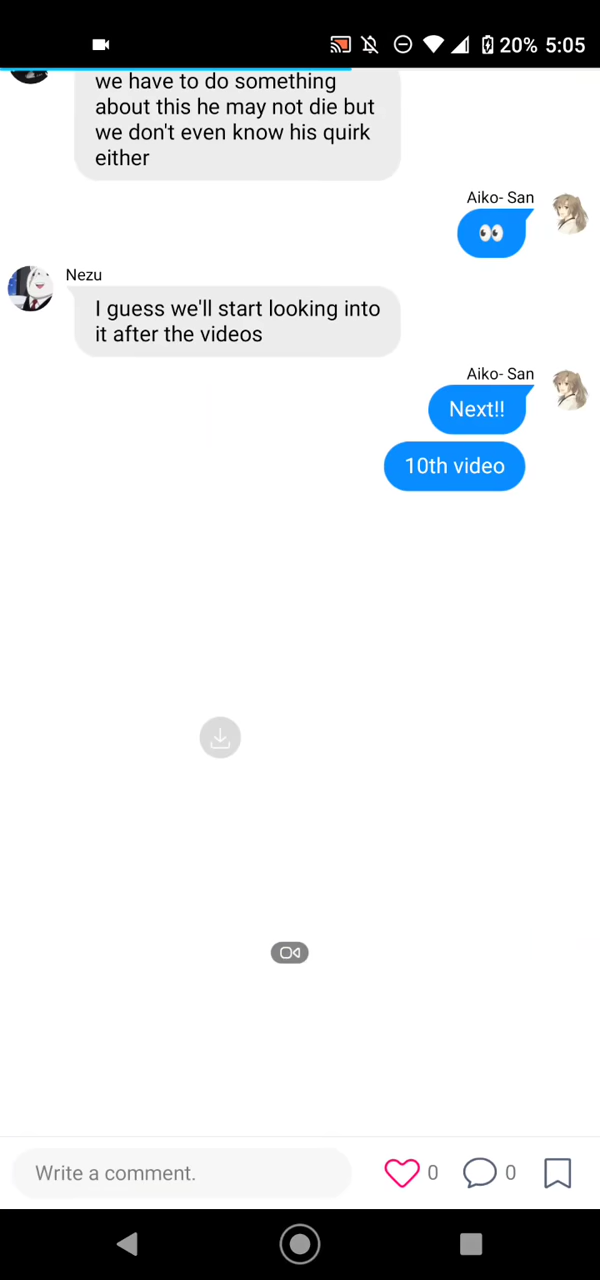 20% 5:05
we have to do something
about this he may not die but
we don't even know his quirk
either
Aiko- San
👀
Nezu
I guess we'll start looking into
it after the videos
Aiko- San
Next!!
10th video
Write a comment.
0
0